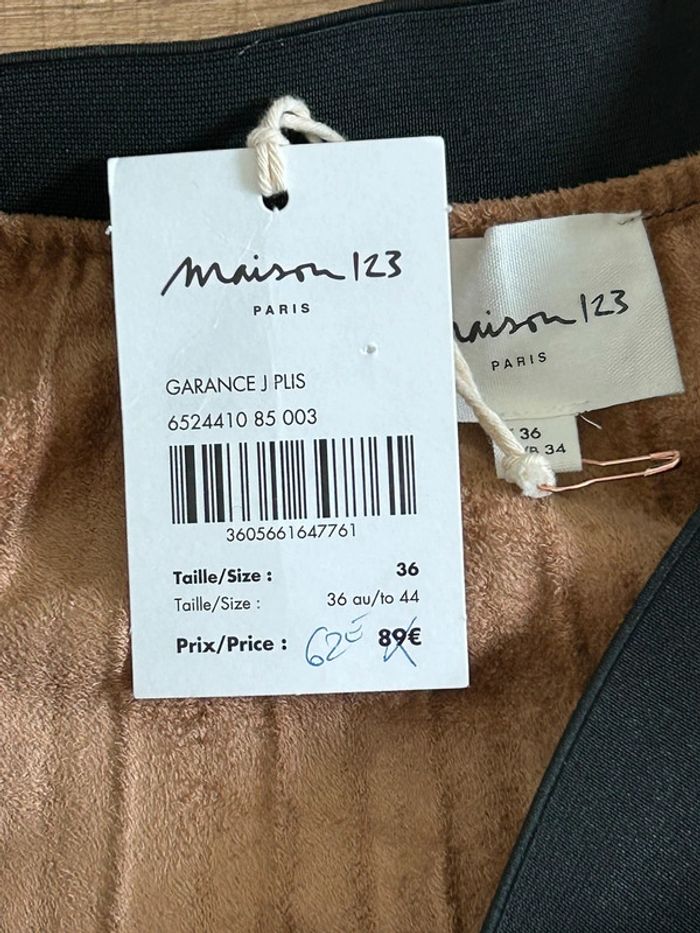 maison 123
PARIS
GARANCE J PLIS
6524410 85 003
3605661647761
Taille/Size : 36
Taille/Size : 36 au/to 44
Prix/Price : 62€ 89€
123
PARIS
36
34